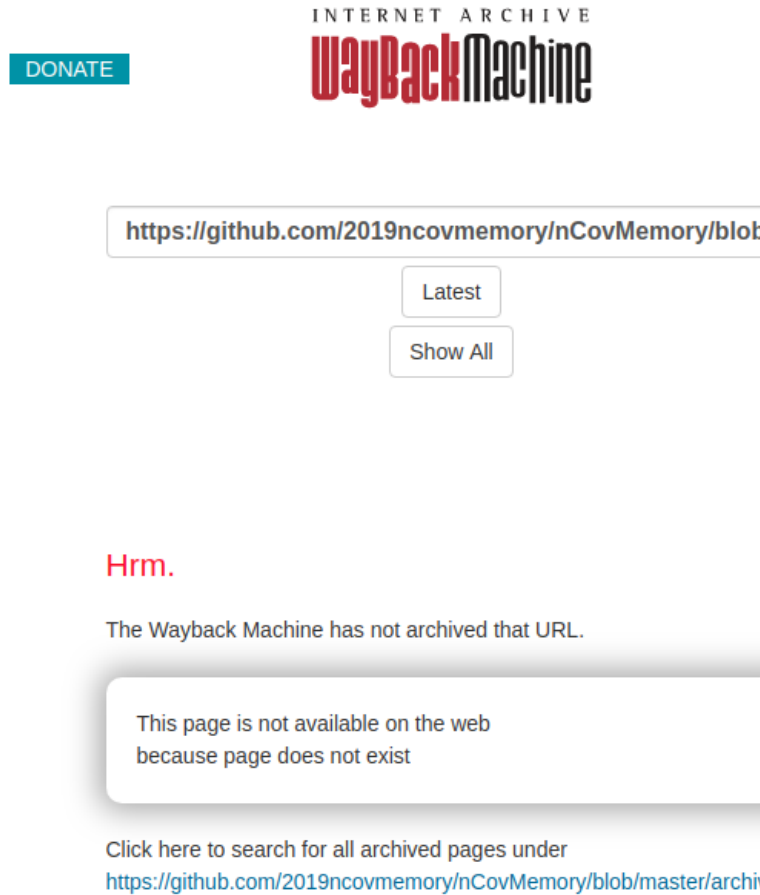 INTERNET ARCHIVE
DONATE
WayBackMachine
https://github.com/2019ncovmemory/nCovMemory/blob
Latest
Show All
Hrm.
The Wayback Machine has not archived that URL.
This page is not available on the web
because page does not exist
Click here to search for all archived pages under
https://github.com/2019ncovmemory/nCovMemory/blob/master/archiv